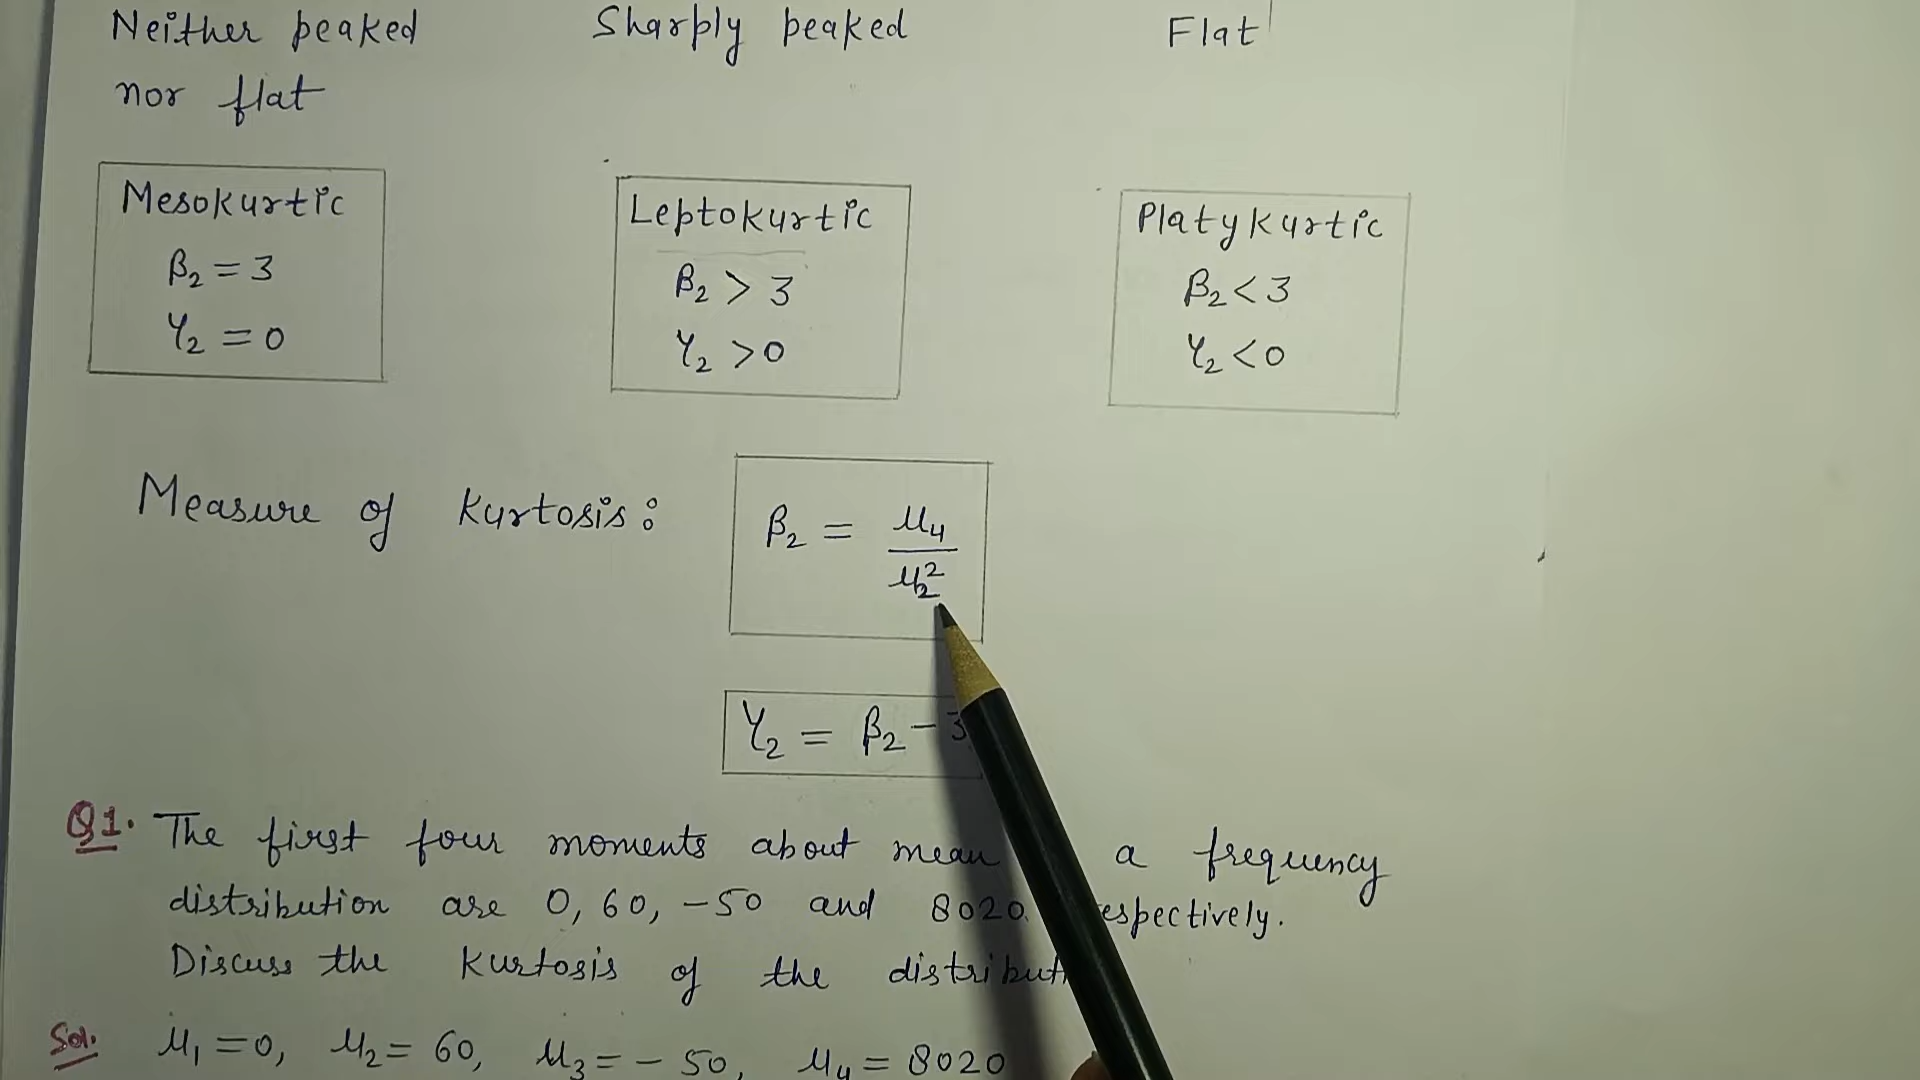 Neither peaked
nor flat
Sharply peaked
Flat
Mesokurtic
β₂ = 3
γ₂ = 0
Leptokurtic
β₂ > 3
γ₂ > 0
Platykurtic
β₂ < 3
γ₂ < 0
Measure of Kurtosis:
β₂ = μ₄ / μ₂²
γ₂ = β₂ - 3
Q1. The first four moments about mean a frequency
distribution are 0, 60, -50 and 8020 espectively.
Discuss the Kurtosis of the distribut
Sol. μ₁ = 0, μ₂ = 60, μ₃ = - 50, μ₄ = 8020